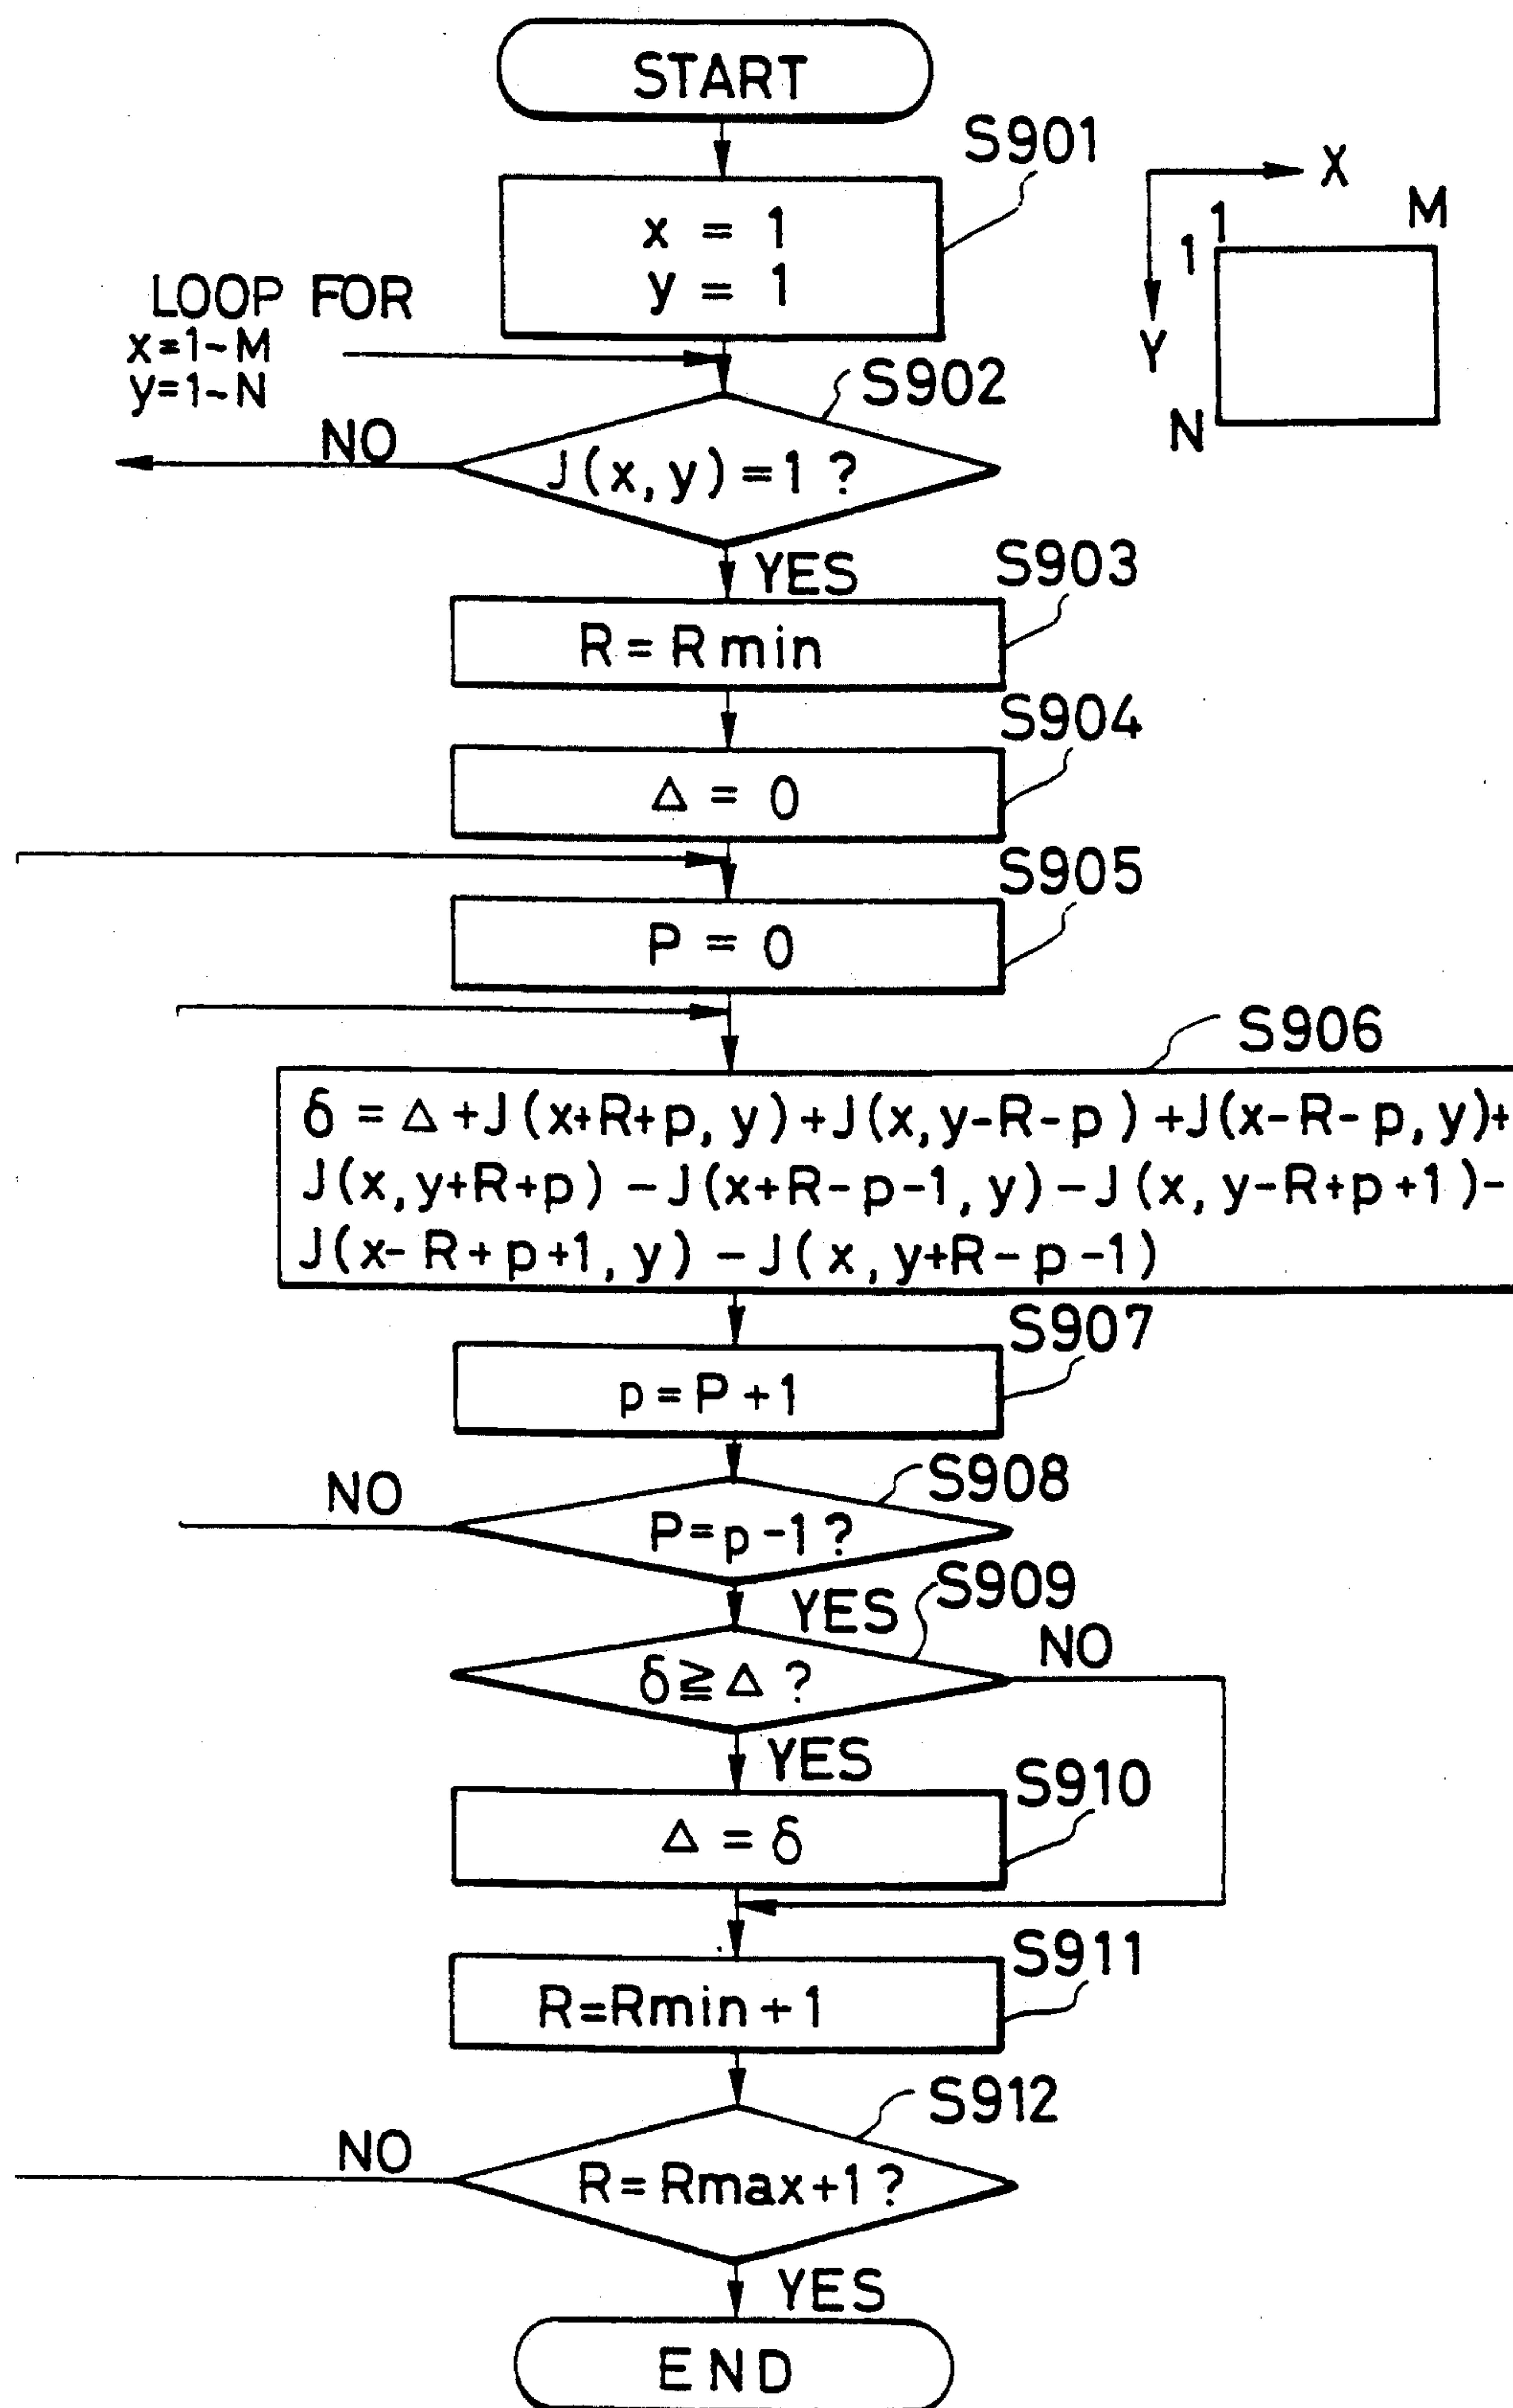 START
S901
x = 1
y = 1
X
M
1
1
Y
N
LOOP FOR
x=1~M
y=1~N
S902
NO
J(x,y)=1 ?
YES
S903
R=Rmin
S904
△ = 0
S905
P = 0
S906
δ = △ +J(x+R+p, y)+J(x,y-R-p) +J(x-R-p, y)+
J(x,y+R+p) -J(x+R-p-1, y) -J(x, y-R+p+1)-
J(x-R+p+1, y) -J(x, y+R-p-1)
S907
p=P+1
S908
NO
P=p-1?
YES
S909
NO
δ≧△ ?
YES
S910
△ = δ
S911
R=Rmin+1
S912
NO
R=Rmax+1?
YES
END